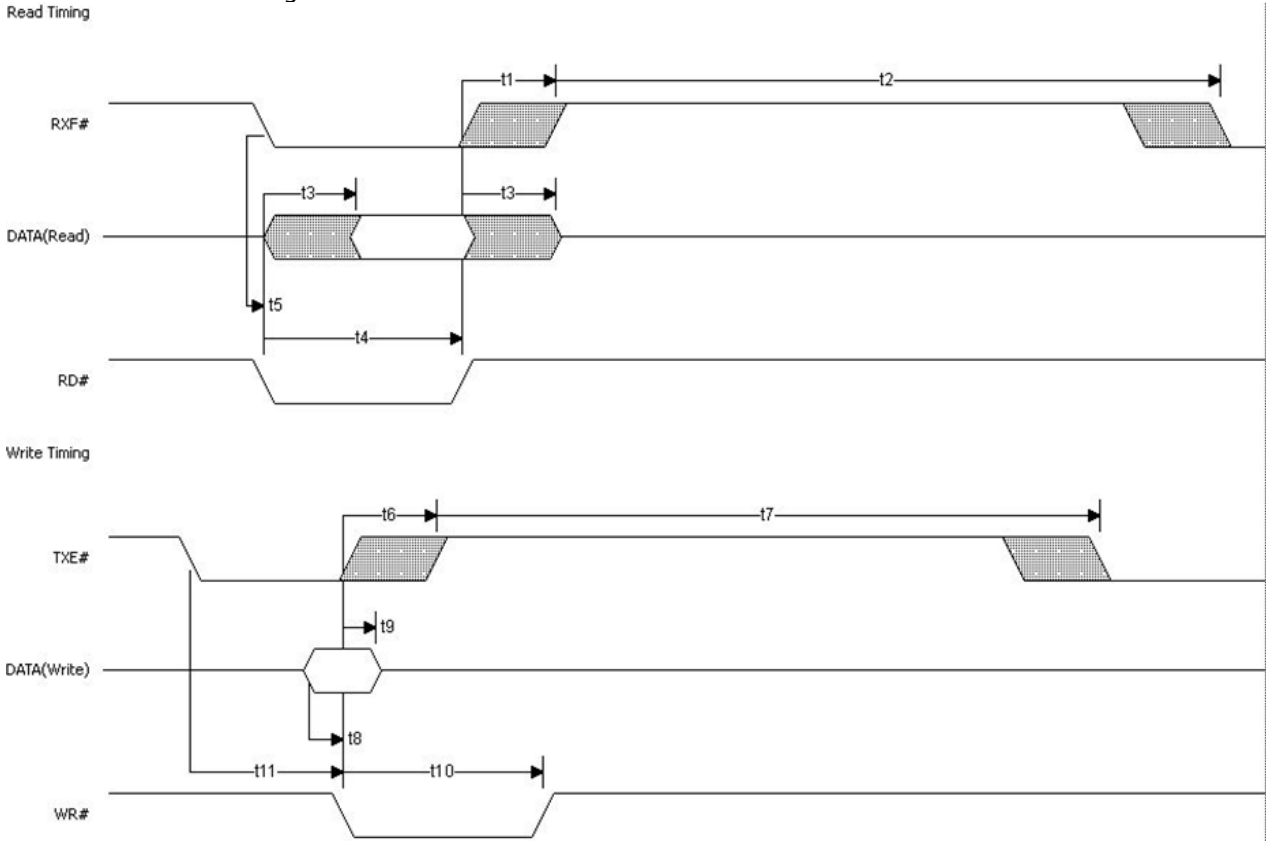 Read Timing
t1
t2
RXF#
t3
t3
DATA(Read)
t5
t4
RD#
Write Timing
t6
t7
TXE#
t9
DATA(Write)
t8
t11
t10
WR#